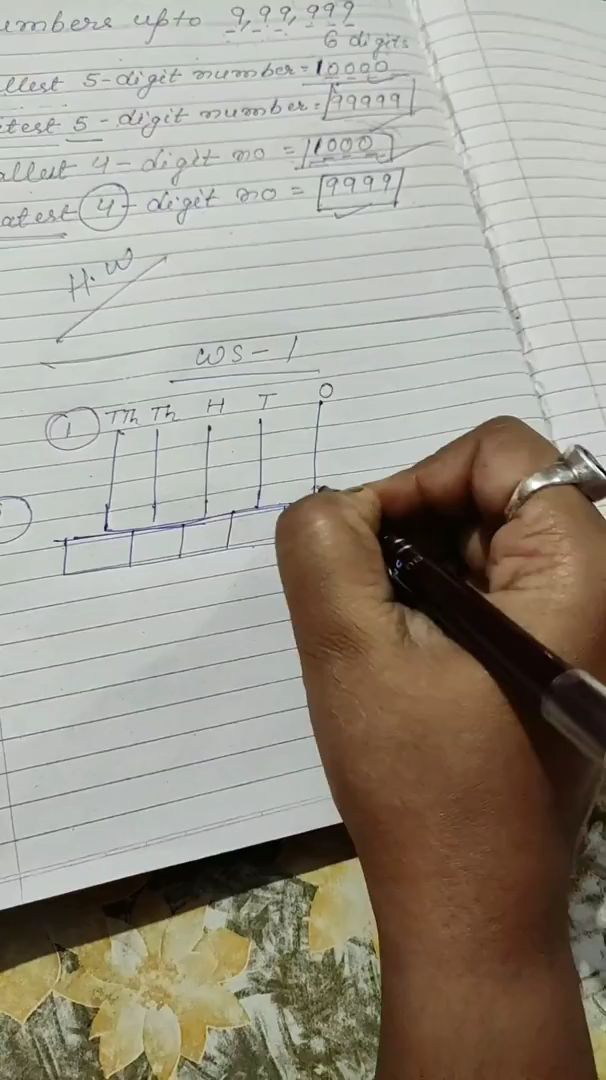 umbers upto 9,99,999
6 digits
llest 5-digit number = 10000
test 5-digit number = 99999
allest 4-digit no = 1000
atest 4-digit no = 9999
H.W
WS-1
1 TTh Th H T O